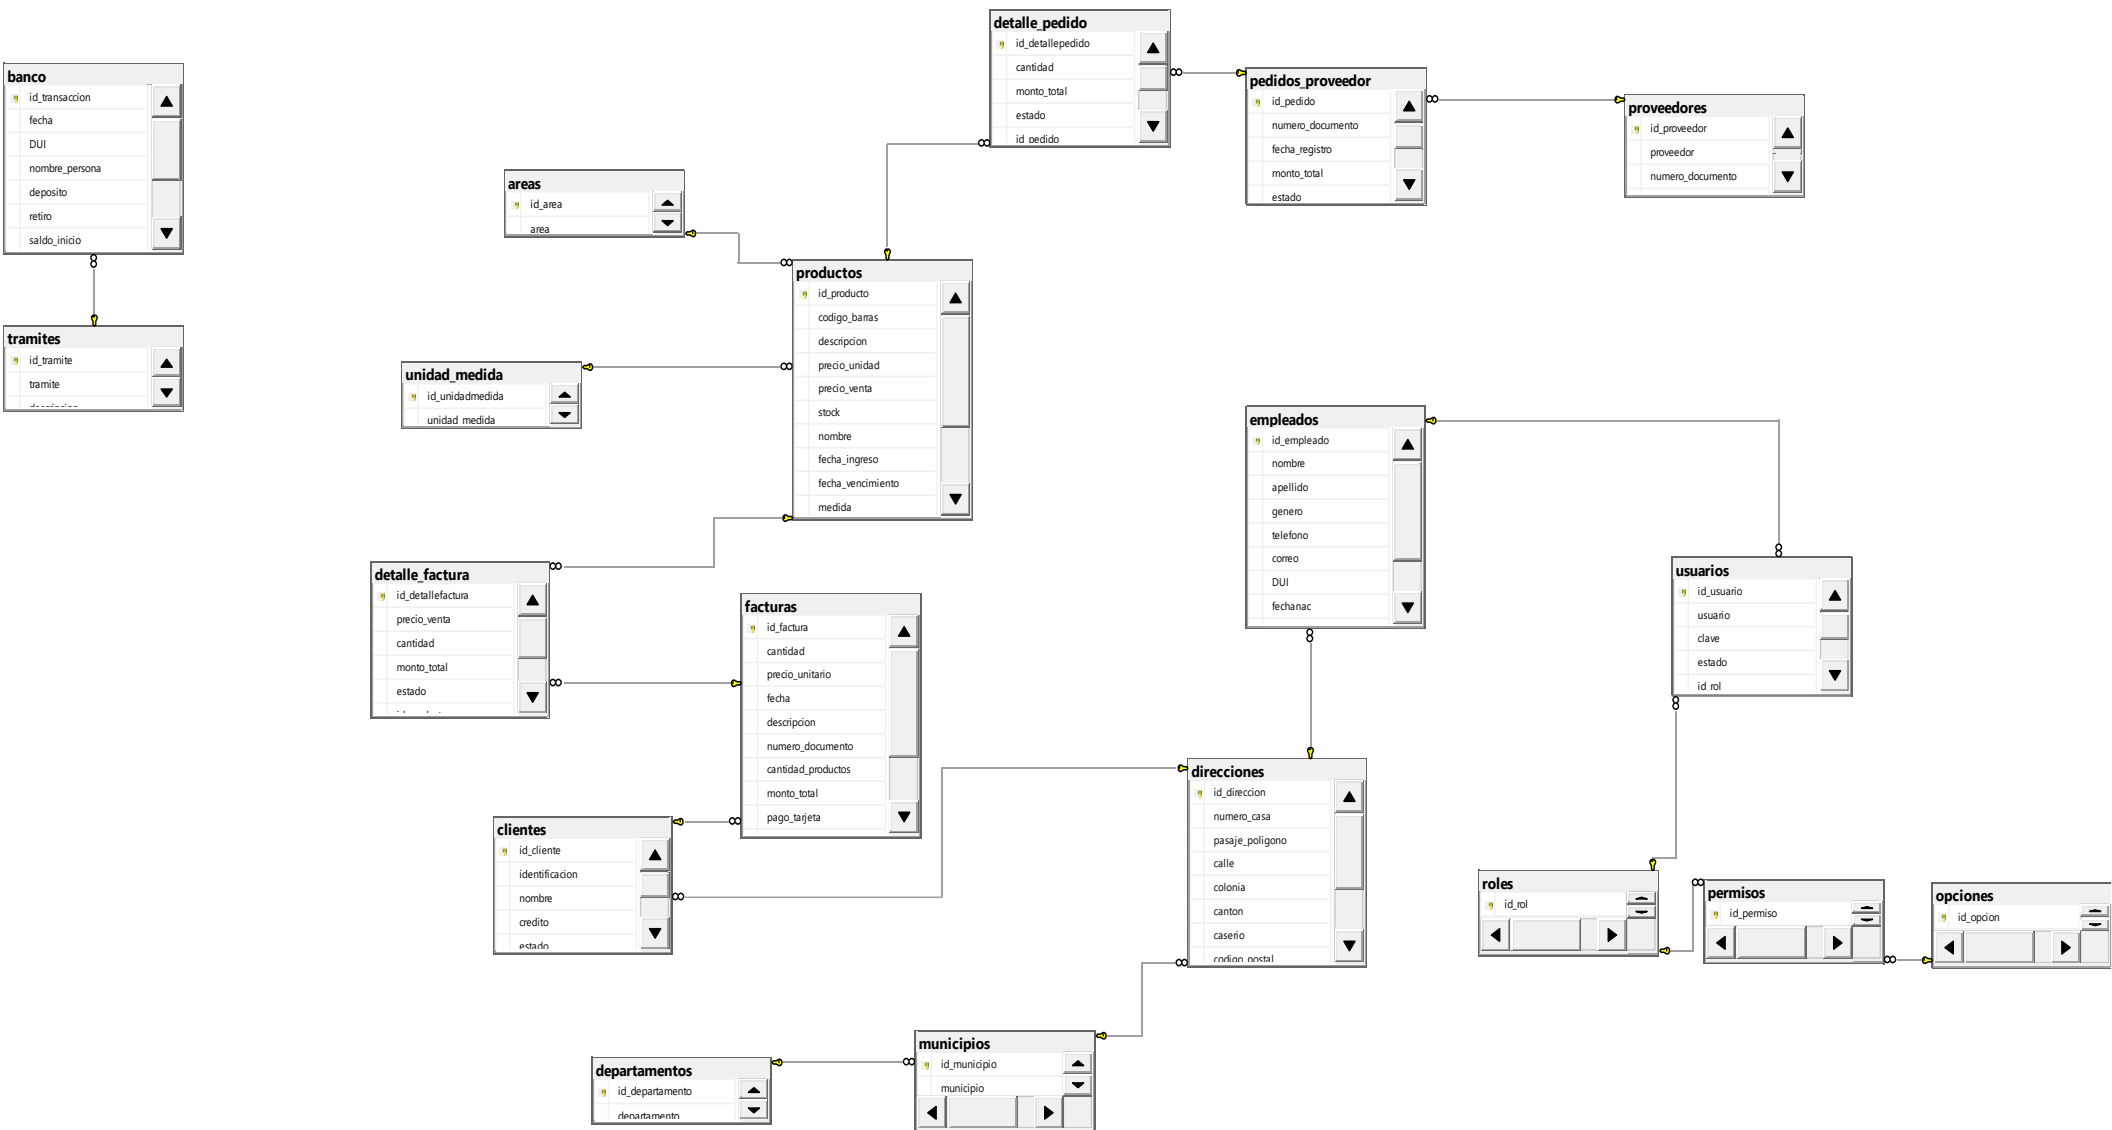 detalle_pedido
id_detallepedido
cantidad
monto_total
estado
id_pedido
banco
id_transaccion
fecha
DUI
nombre_persona
deposito
retiro
saldo_inicio
pedidos_proveedor
id_pedido
numero_documento
fecha_registro
monto_total
estado
proveedores
id_proveedor
proveedor
numero_documento
areas
id_area
area
productos
id_producto
codigo_barras
descripcion
precio_unidad
precio_venta
stock
nombre
fecha_ingreso
fecha_vencimiento
medida
tramites
id_tramite
tramite
unidad_medida
id_unidadmedida
unidad_medida
empleados
id_empleado
nombre
apellido
genero
telefono
correo
DUI
fechanac
usuarios
id_usuario
usuario
clave
estado
id_rol
detalle_factura
id_detallefactura
precio_venta
cantidad
monto_total
estado
facturas
id_factura
cantidad
precio_unitario
fecha
descripcion
numero_documento
cantidad_productos
monto_total
pago_tarjeta
direcciones
id_direccion
numero_casa
pasaje_poligono
calle
colonia
canton
caserio
codigo_postal
clientes
id_cliente
identificacion
nombre
credito
estado
roles
id_rol
permisos
id_permiso
opciones
id_opcion
municipios
id_municipio
municipio
departamentos
id_departamento
departamento